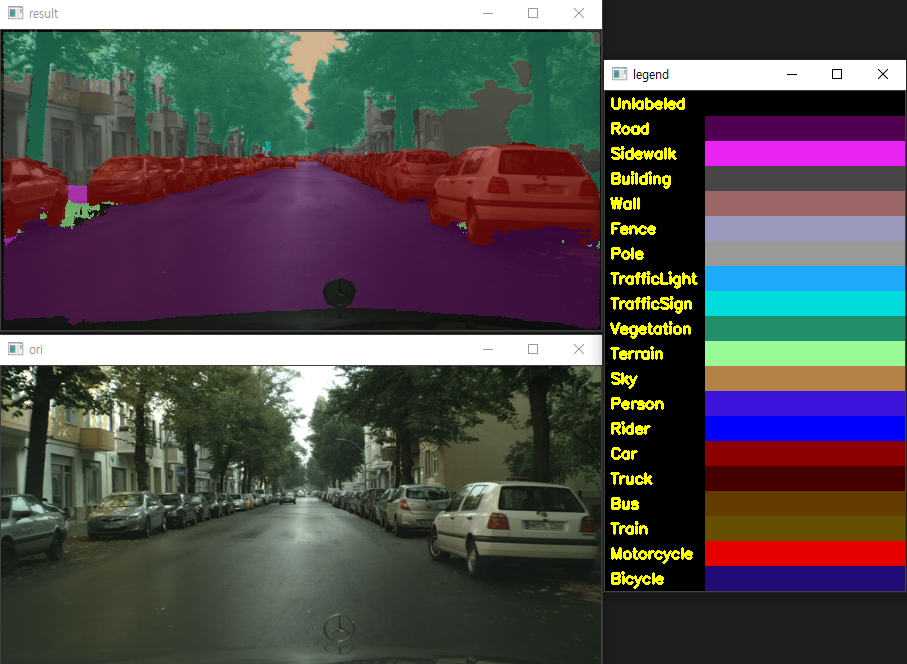 result
ori
legend
Unlabeled
Road
Sidewalk
Building
Wall
Fence
Pole
TrafficLight
TrafficSign
Vegetation
Terrain
Sky
Person
Rider
Car
Truck
Bus
Train
Motorcycle
Bicycle